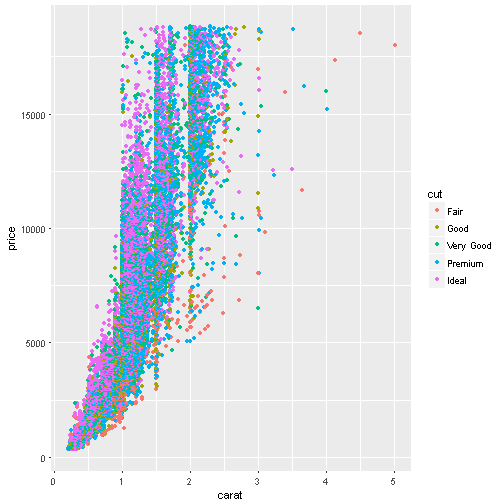 price
15000
10000
5000
0
0
1
2
3
4
5
carat
cut
Fair
Good
Very Good
Premium
Ideal